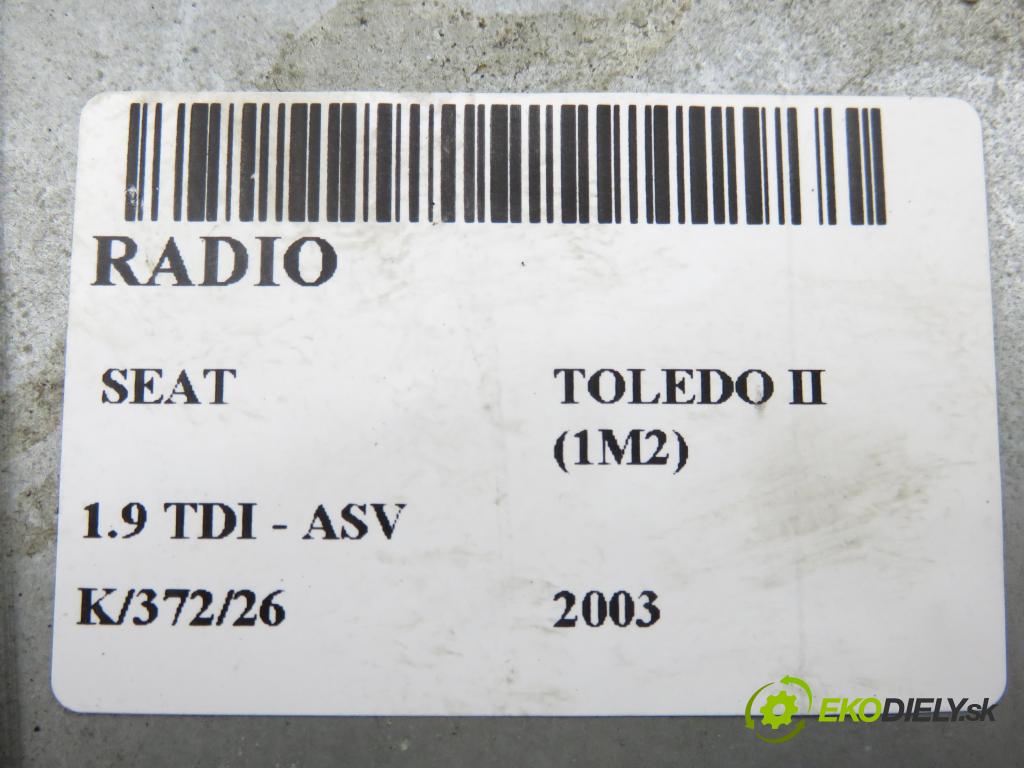 RADIO
SEAT TOLEDO II
(1M2)
1.9 TDI - ASV
K/372/26 2003
EKODIELY.sk